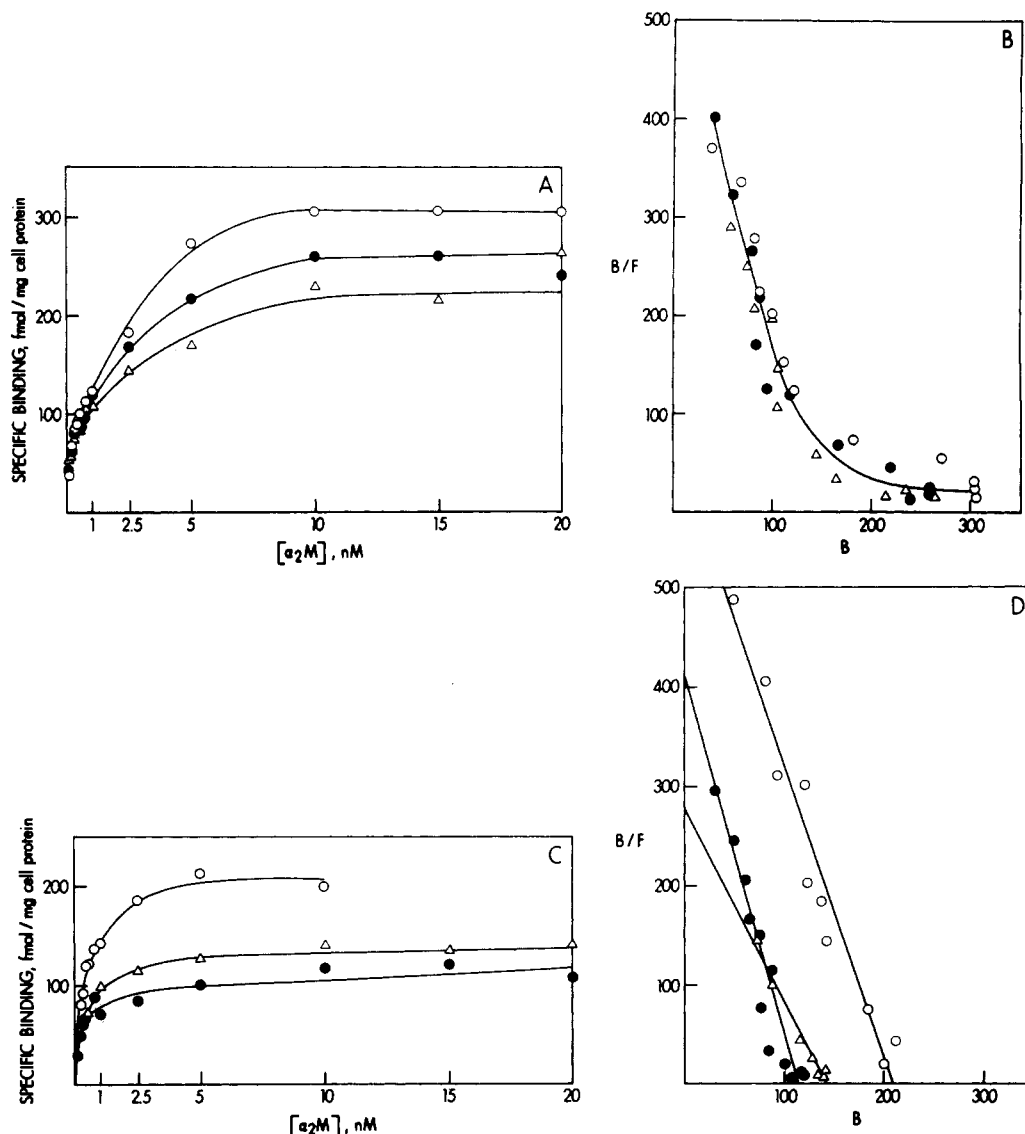 A
SPECIFIC BINDING, fmol / mg cell protein
300
200
100
1 2.5 5 10 15 20
[α2M] , nM
B
500
400
300
200
100
B/F
100 200 300
B
C
SPECIFIC BINDING, fmol / mg cell protein
200
100
1 2.5 5 10 15 20
[α2M] , nM
D
500
400
300
200
100
B/F
100 200 300
B